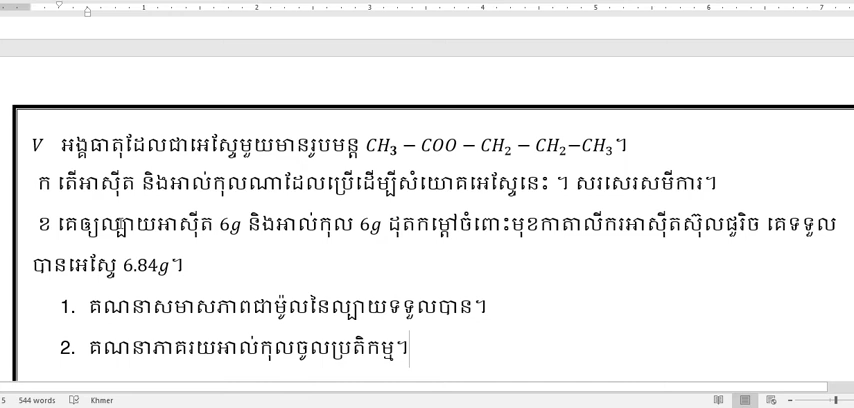 1 2 3 4 5 6 7
V អង្គធាតុដែលជាអេស្ទែមួយមានរូបមន្ត CH₃ − COO − CH₂ − CH₂−CH₃។
ក តើអាស៊ីត និងអាល់កុលណាដែលប្រើដើម្បីសំយោគអេស្ទែនេះ ។ សរសេរសមីការ។
ខ គេឲ្យល្បាយអាស៊ីត 6g និងអាល់កុល 6g ដុតកម្ដៅចំពោះមុខកាតាលីករអាស៊ីតស៊ុលផួរិច គេទទួល
បានអេស្ទែ 6.84g។
1. គណនាសមាសភាពជាម៉ូលនៃល្បាយទទួលបាន។
2. គណនាភាគរយអាល់កុលចូលប្រតិកម្ម។
5 544 words Khmer